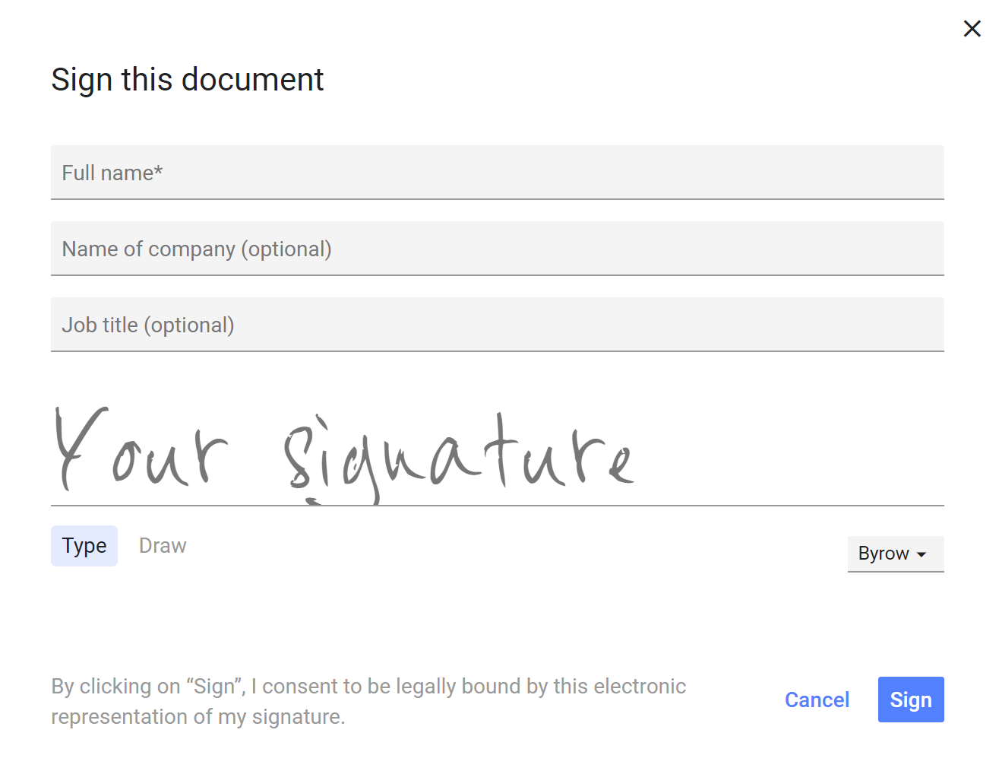 Sign this document
Full name*
Name of company (optional)
Job title (optional)
Your signature
Type Draw
Byrow
By clicking on “Sign”, I consent to be legally bound by this electronic
representation of my signature.
Cancel Sign